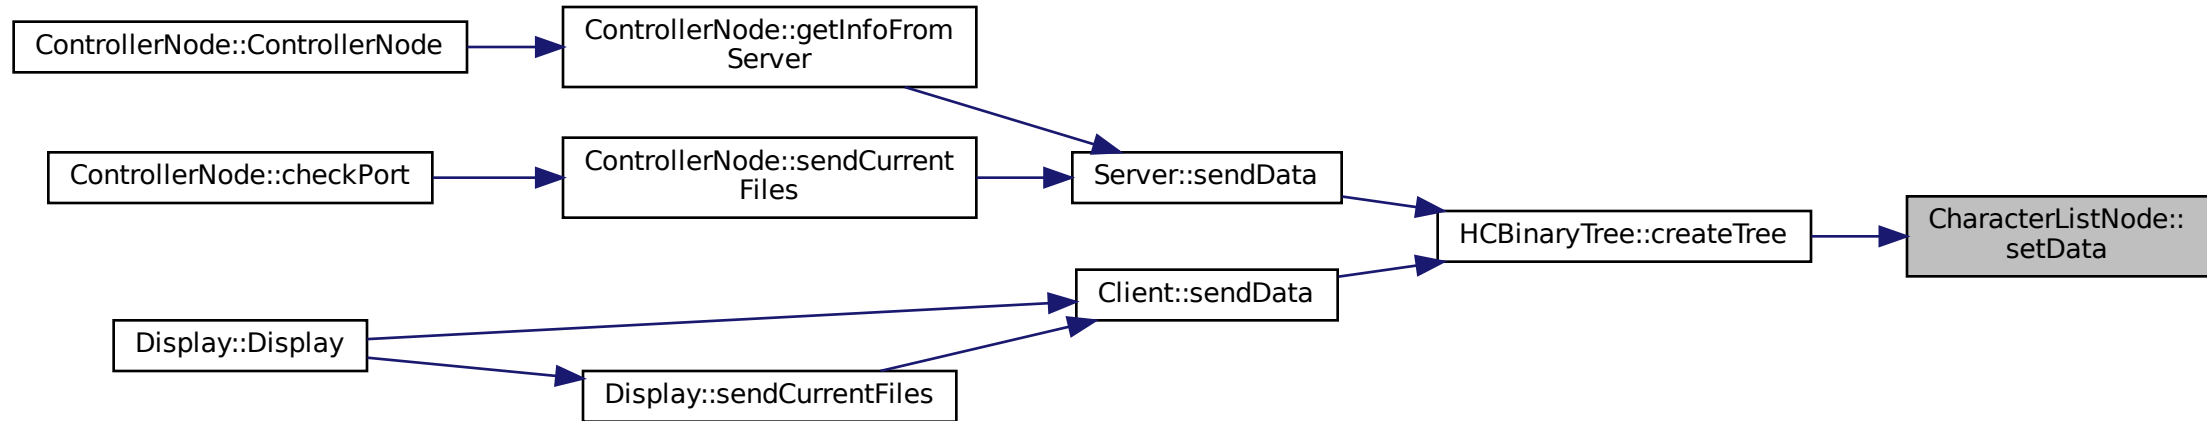 ControllerNode::ControllerNode
ControllerNode::getInfoFrom
Server
ControllerNode::checkPort
ControllerNode::sendCurrent
Files
Server::sendData
HCBinaryTree::createTree
CharacterListNode::
setData
Client::sendData
Display::Display
Display::sendCurrentFiles